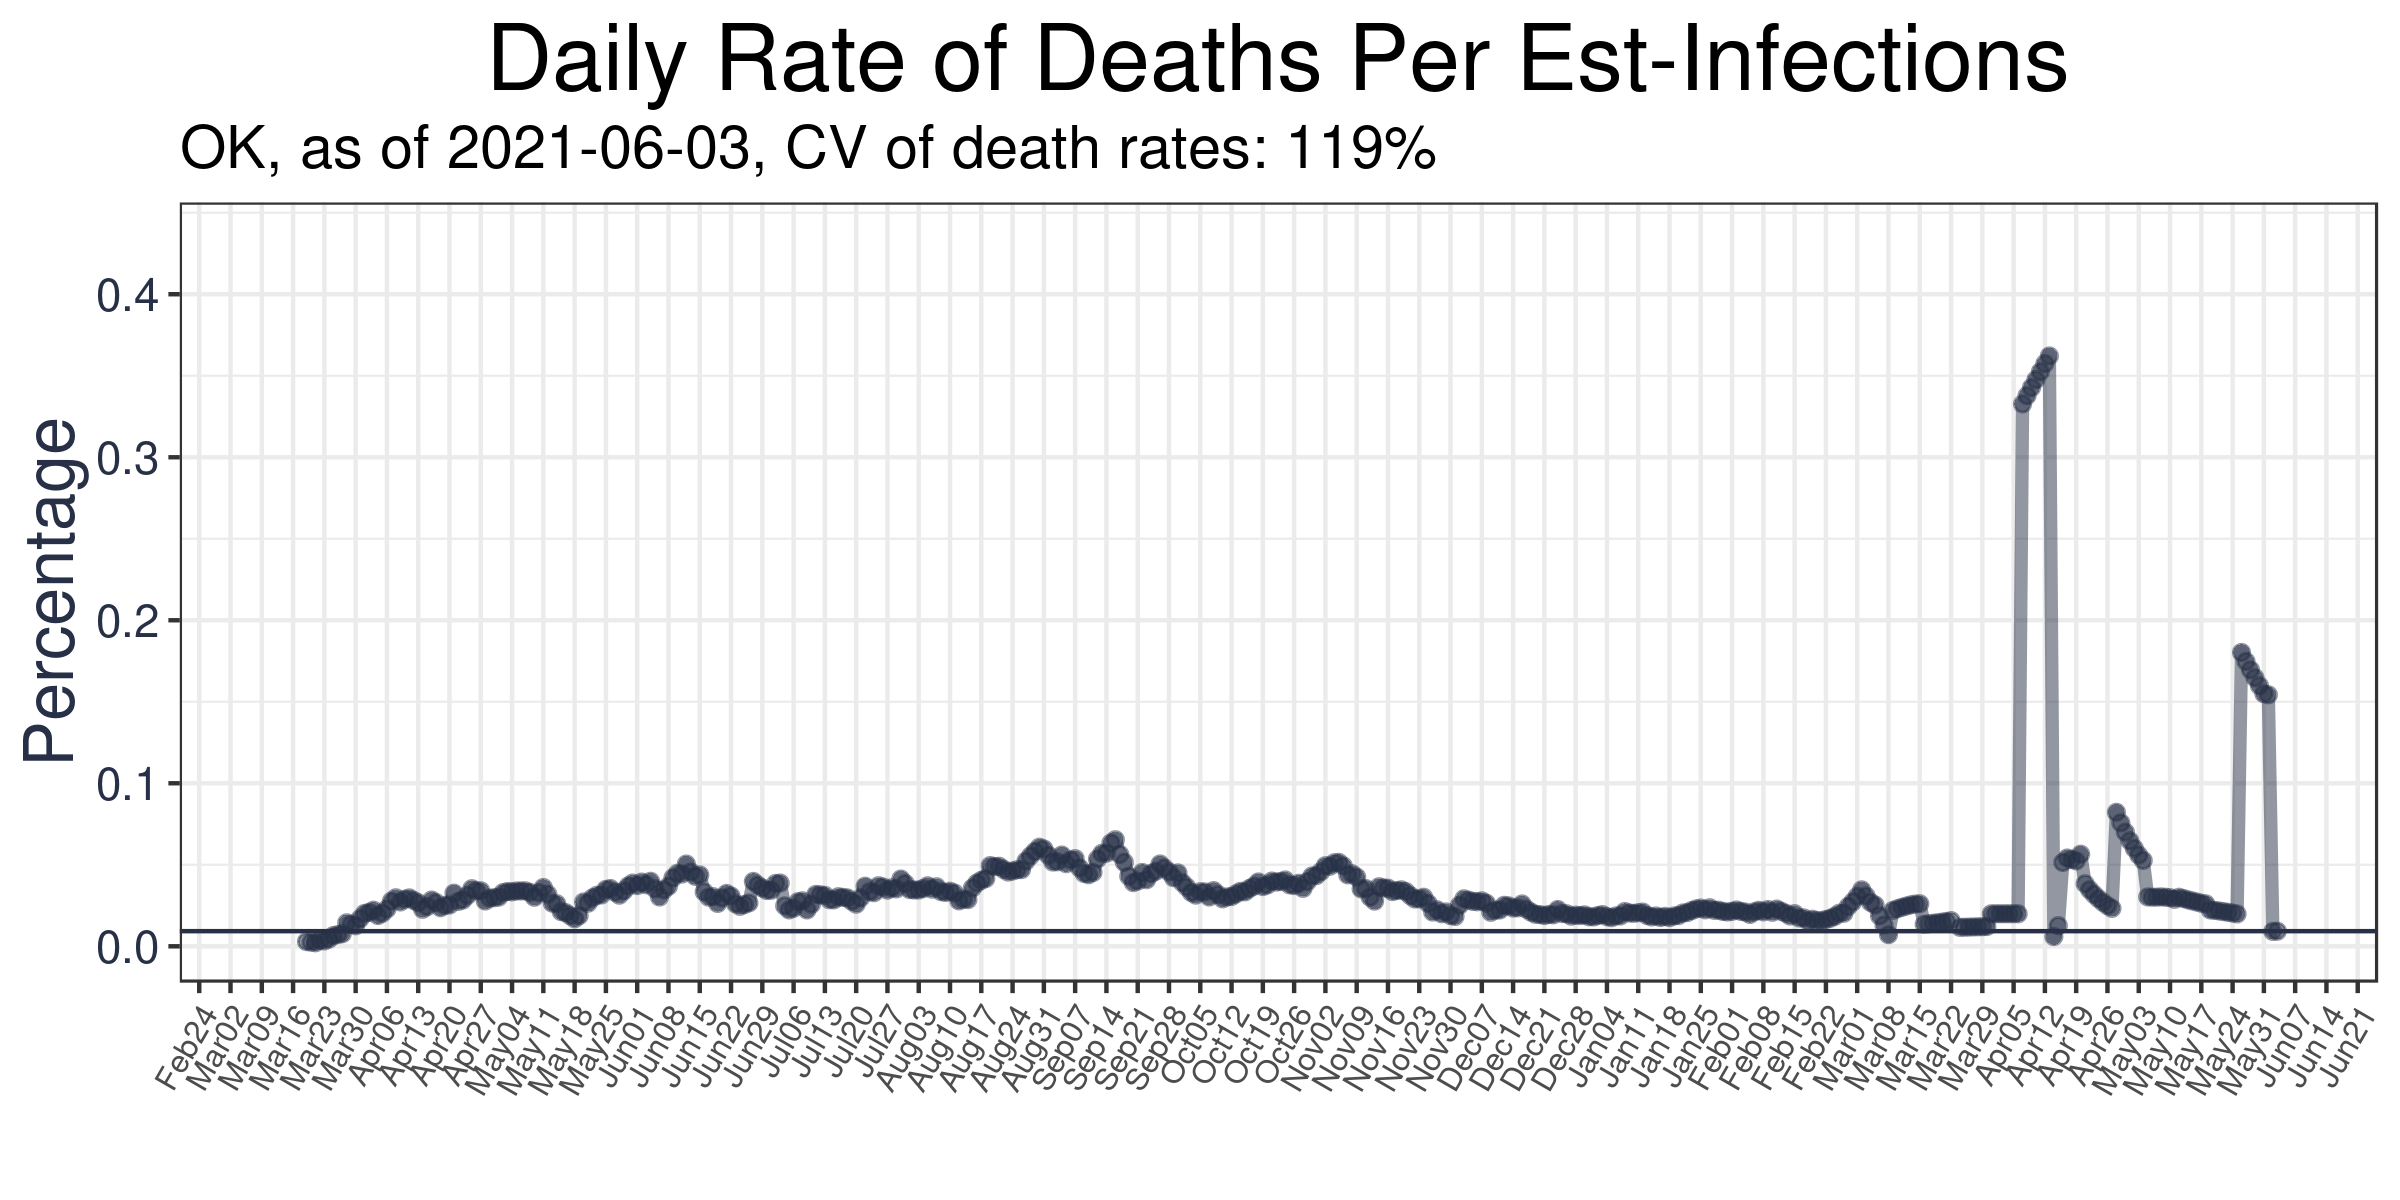 Daily Rate of Deaths Per Est-Infections
OK, as of 2021-06-03, CV of death rates: 119%
Percentage
0.4
0.3
0.2
0.1
0.0
Feb24
Mar02
Mar09
Mar16
Mar23
Mar30
Apr06
Apr13
Apr20
Apr27
May04
May11
May18
May25
Jun01
Jun08
Jun15
Jun22
Jun29
Jul06
Jul13
Jul20
Jul27
Aug03
Aug10
Aug17
Aug24
Aug31
Sep07
Sep14
Sep21
Sep28
Oct05
Oct12
Oct19
Oct26
Nov02
Nov09
Nov16
Nov23
Nov30
Dec07
Dec14
Dec21
Dec28
Jan04
Jan11
Jan18
Jan25
Feb01
Feb08
Feb15
Feb22
Mar01
Mar08
Mar15
Mar22
Mar29
Apr05
Apr12
Apr19
Apr26
May03
May10
May17
May24
May31
Jun07
Jun14
Jun21